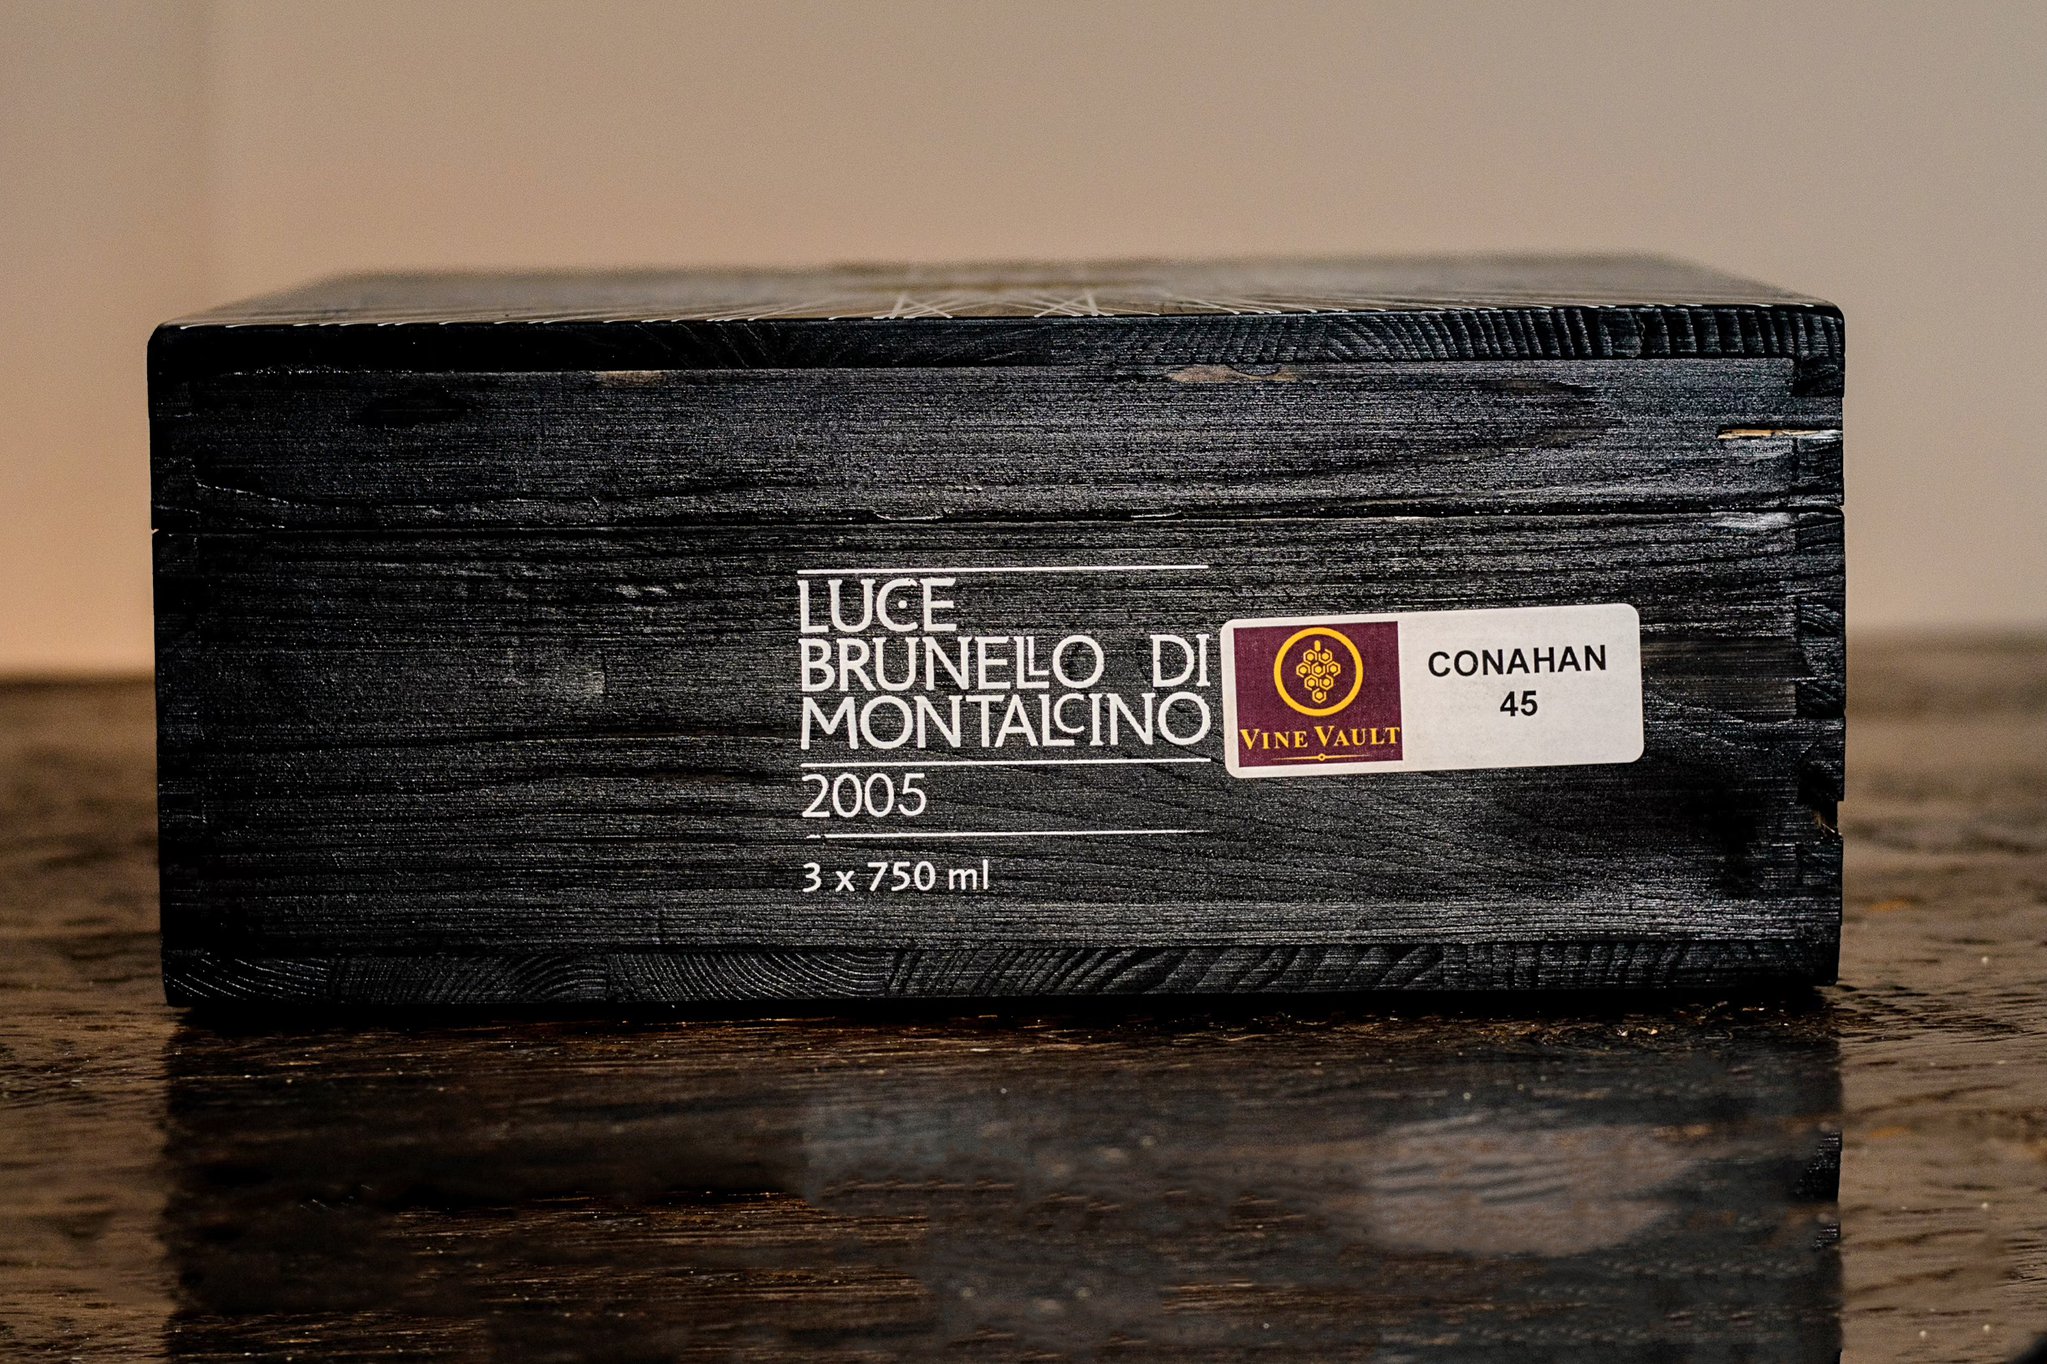 LUCE
BRUNELLO DI
MONTALCINO
2005
3 x 750 ml
VINE VAULT
CONAHAN
45